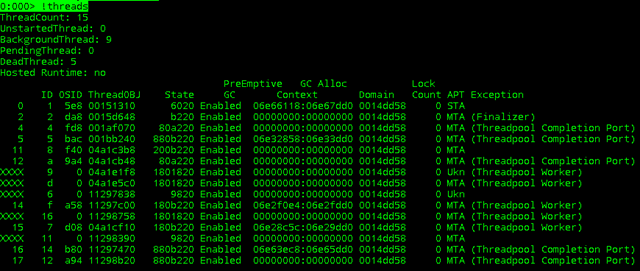 0:000> !threads
ThreadCount: 15
UnstartedThread: 0
BackgroundThread: 9
PendingThread: 0
DeadThread: 5
Hosted Runtime: no
PreEmptive GC Alloc Lock
ID OSID ThreadOBJ State GC Context Domain Count APT Exception
0 1 5e8 00151310 6020 Enabled 06e66118:06e67dd0 0014dd58 0 STA
2 2 da8 0015d648 b220 Enabled 00000000:00000000 0014dd58 0 MTA (Finalizer)
4 4 fd8 001af070 80a220 Enabled 00000000:00000000 0014dd58 0 MTA (Threadpool Completion Port)
5 5 bac 001bb240 880b220 Enabled 06e32858:06e33dd0 0014dd58 0 MTA (Threadpool Completion Port)
11 8 f40 04a1c3b8 200b220 Enabled 00000000:00000000 0014dd58 0 MTA
12 a 9a4 04a1cb48 80a220 Enabled 00000000:00000000 0014dd58 0 MTA (Threadpool Completion Port)
XXXX 9 0 04a1e1f8 1801820 Enabled 00000000:00000000 0014dd58 0 Ukn (Threadpool Worker)
XXXX d 0 04a1e5c0 1801820 Enabled 00000000:00000000 0014dd58 0 Ukn (Threadpool Worker)
XXXX 6 0 11297838 9820 Enabled 00000000:00000000 0014dd58 0 Ukn
14 f a58 11297c00 180b220 Enabled 06e2f0e4:06e2fdd0 0014dd58 0 MTA (Threadpool Worker)
XXXX 16 0 11298758 1801820 Enabled 00000000:00000000 0014dd58 0 MTA (Threadpool Worker)
15 7 d08 04a1cf10 180b220 Enabled 06e28c5c:06e29dd0 0014dd58 0 MTA (Threadpool Worker)
XXXX 11 0 11298390 9820 Enabled 00000000:00000000 0014dd58 0 MTA
16 14 b80 11297470 880b220 Enabled 06e63ec8:06e65dd0 0014dd58 0 MTA (Threadpool Completion Port)
17 12 a94 11298b20 880b220 Enabled 00000000:00000000 0014dd58 0 MTA (Threadpool Completion Port)